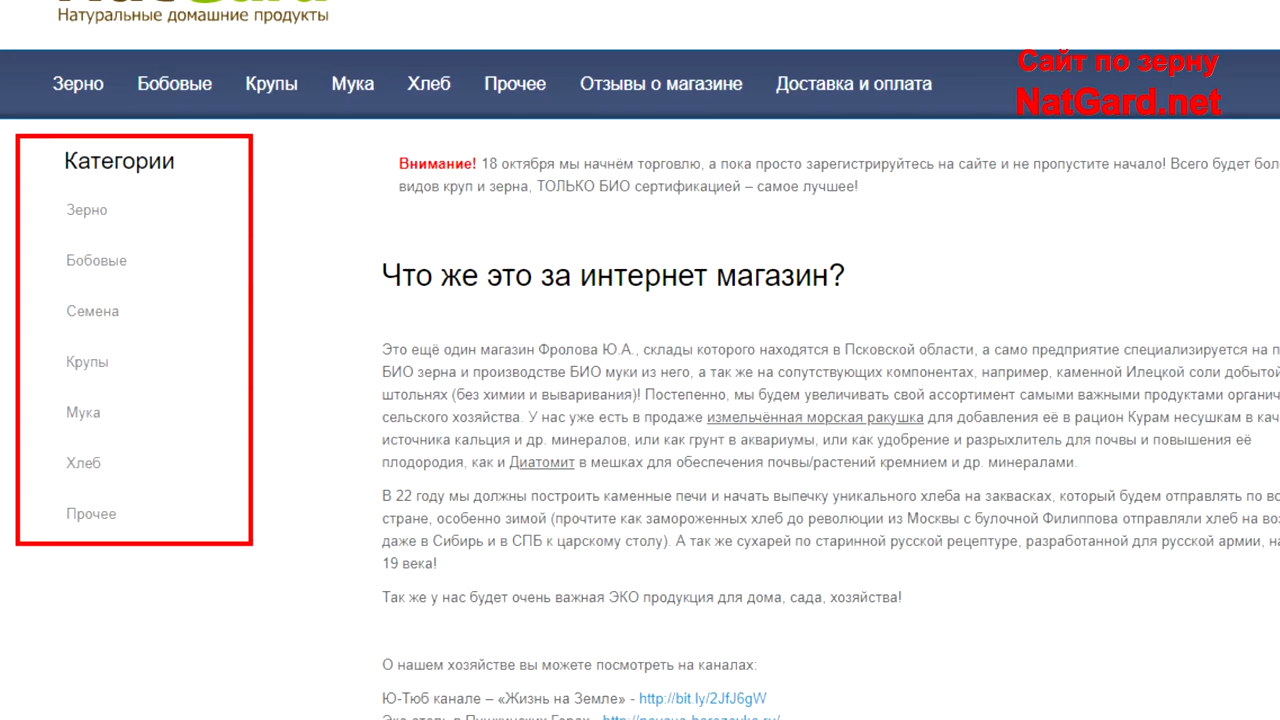 Натуральные домашние продукты
Зерно Бобовые Крупы Мука Хлеб Прочее Отзывы о магазине Доставка и оплата
Сайт по зерну
NatGard.net
Категории
Зерно
Бобовые
Семена
Крупы
Мука
Хлеб
Прочее
Внимание! 18 октября мы начнём торговлю, а пока просто зарегистрируйтесь на сайте и не пропустите начало! Всего будет бол
видов круп и зерна, ТОЛЬКО БИО сертификацией – самое лучшее!
Что же это за интернет магазин?
Это ещё один магазин Фролова Ю.А., склады которого находятся в Псковской области, а само предприятие специализируется на п
БИО зерна и производстве БИО муки из него, а так же на сопутствующих компонентах, например, каменной Илецкой соли добытой
штольнях (без химии и вываривания)! Постепенно, мы будем увеличивать свой ассортимент самыми важными продуктами органич
сельского хозяйства. У нас уже есть в продаже измельчённая морская ракушка для добавления её в рацион Курам несушкам в кач
источника кальция и др. минералов, или как грунт в аквариумы, или как удобрение и разрыхлитель для почвы и повышения её
плодородия, как и Диатомит в мешках для обеспечения почвы/растений кремнием и др. минералами.
В 22 году мы должны построить каменные печи и начать выпечку уникального хлеба на заквасках, который будем отправлять по вс
стране, особенно зимой (прочтите как замороженных хлеб до революции из Москвы с булочной Филиппова отправляли хлеб на воз
даже в Сибирь и в СПБ к царскому столу). А так же сухарей по старинной русской рецептуре, разработанной для русской армии, на
19 века!
Так же у нас будет очень важная ЭКО продукция для дома, сада, хозяйства!
О нашем хозяйстве вы можете посмотреть на каналах:
Ю-Тюб канале – «Жизнь на Земле» - http://bit.ly/2JfJ6gW